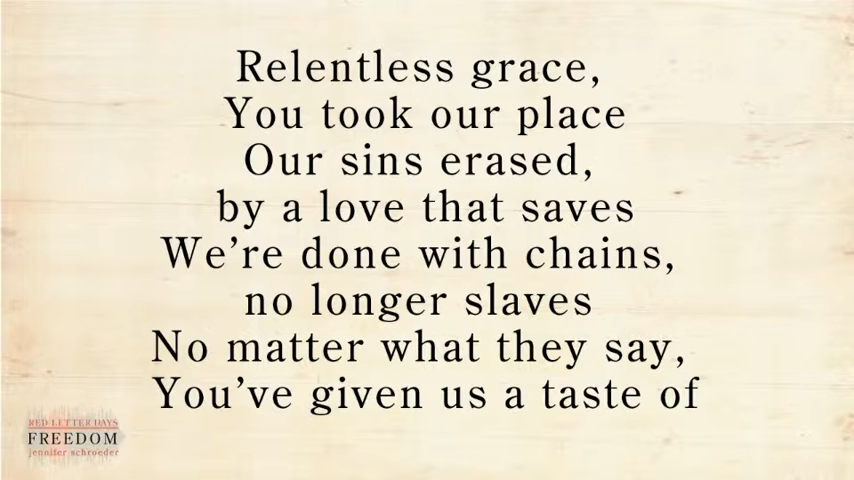 Relentless grace,
You took our place
Our sins erased,
by a love that saves
We're done with chains,
no longer slaves
No matter what they say,
You've given us a taste of
RED LETTER DAYS
FREEDOM
jennifer schroeder